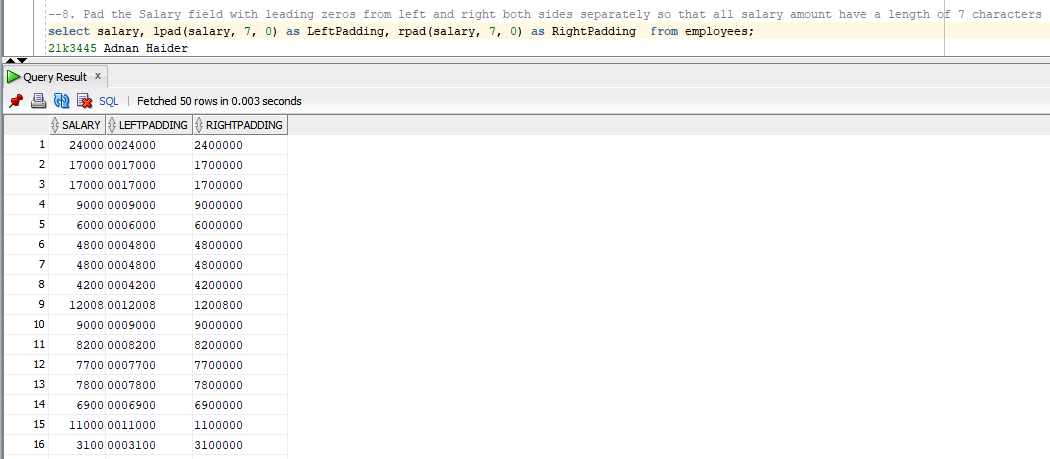 --8. Pad the Salary field with leading zeros from left and right both sides separately so that all salary amount have a length of 7 characters
select salary, lpad(salary, 7, 0) as LeftPadding, rpad(salary, 7, 0) as RightPadding  from employees;
21k3445 Adnan Haider
Query Result x
SQL | Fetched 50 rows in 0.003 seconds
SALARY LEFTPADDING RIGHTPADDING
1 24000 0024000 2400000
2 17000 0017000 1700000
3 17000 0017000 1700000
4 9000 0009000 9000000
5 6000 0006000 6000000
6 4800 0004800 4800000
7 4800 0004800 4800000
8 4200 0004200 4200000
9 12008 0012008 1200800
10 9000 0009000 9000000
11 8200 0008200 8200000
12 7700 0007700 7700000
13 7800 0007800 7800000
14 6900 0006900 6900000
15 11000 0011000 1100000
16 3100 0003100 3100000